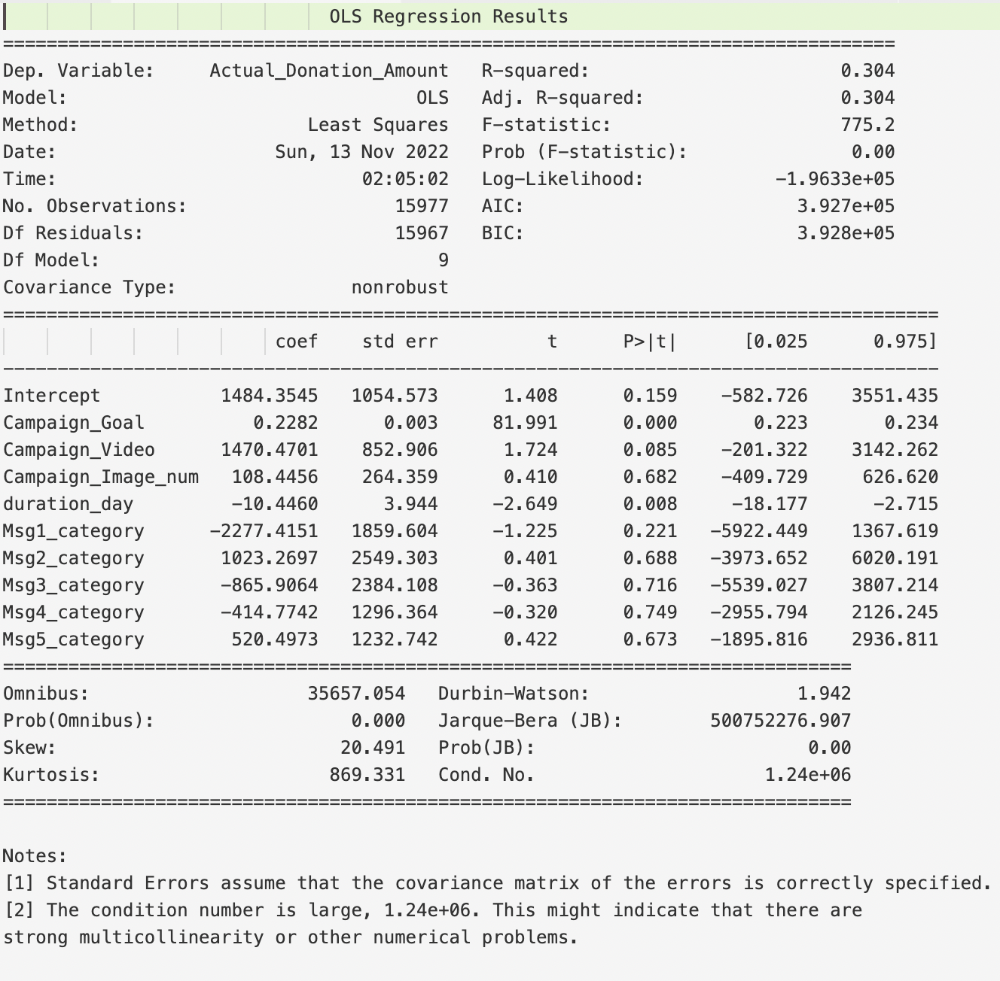 OLS Regression Results
==============================================================================
Dep. Variable: Actual_Donation_Amount R-squared: 0.304
Model: OLS Adj. R-squared: 0.304
Method: Least Squares F-statistic: 775.2
Date: Sun, 13 Nov 2022 Prob (F-statistic): 0.00
Time: 02:05:02 Log-Likelihood: -1.9633e+05
No. Observations: 15977 AIC: 3.927e+05
Df Residuals: 15967 BIC: 3.928e+05
Df Model: 9
Covariance Type: nonrobust
==============================================================================
coef std err t P>|t| [0.025 0.975]
------------------------------------------------------------------------------
Intercept 1484.3545 1054.573 1.408 0.159 -582.726 3551.435
Campaign_Goal 0.2282 0.003 81.991 0.000 0.223 0.234
Campaign_Video 1470.4701 852.906 1.724 0.085 -201.322 3142.262
Campaign_Image_num 108.4456 264.359 0.410 0.682 -409.729 626.620
duration_day -10.4460 3.944 -2.649 0.008 -18.177 -2.715
Msg1_category -2277.4151 1859.604 -1.225 0.221 -5922.449 1367.619
Msg2_category 1023.2697 2549.303 0.401 0.688 -3973.652 6020.191
Msg3_category -865.9064 2384.108 -0.363 0.716 -5539.027 3807.214
Msg4_category -414.7742 1296.364 -0.320 0.749 -2955.794 2126.245
Msg5_category 520.4973 1232.742 0.422 0.673 -1895.816 2936.811
==============================================================================
Omnibus: 35657.054 Durbin-Watson: 1.942
Prob(Omnibus): 0.000 Jarque-Bera (JB): 500752276.907
Skew: 20.491 Prob(JB): 0.00
Kurtosis: 869.331 Cond. No. 1.24e+06
==============================================================================
Notes:
[1] Standard Errors assume that the covariance matrix of the errors is correctly specified.
[2] The condition number is large, 1.24e+06. This might indicate that there are
strong multicollinearity or other numerical problems.